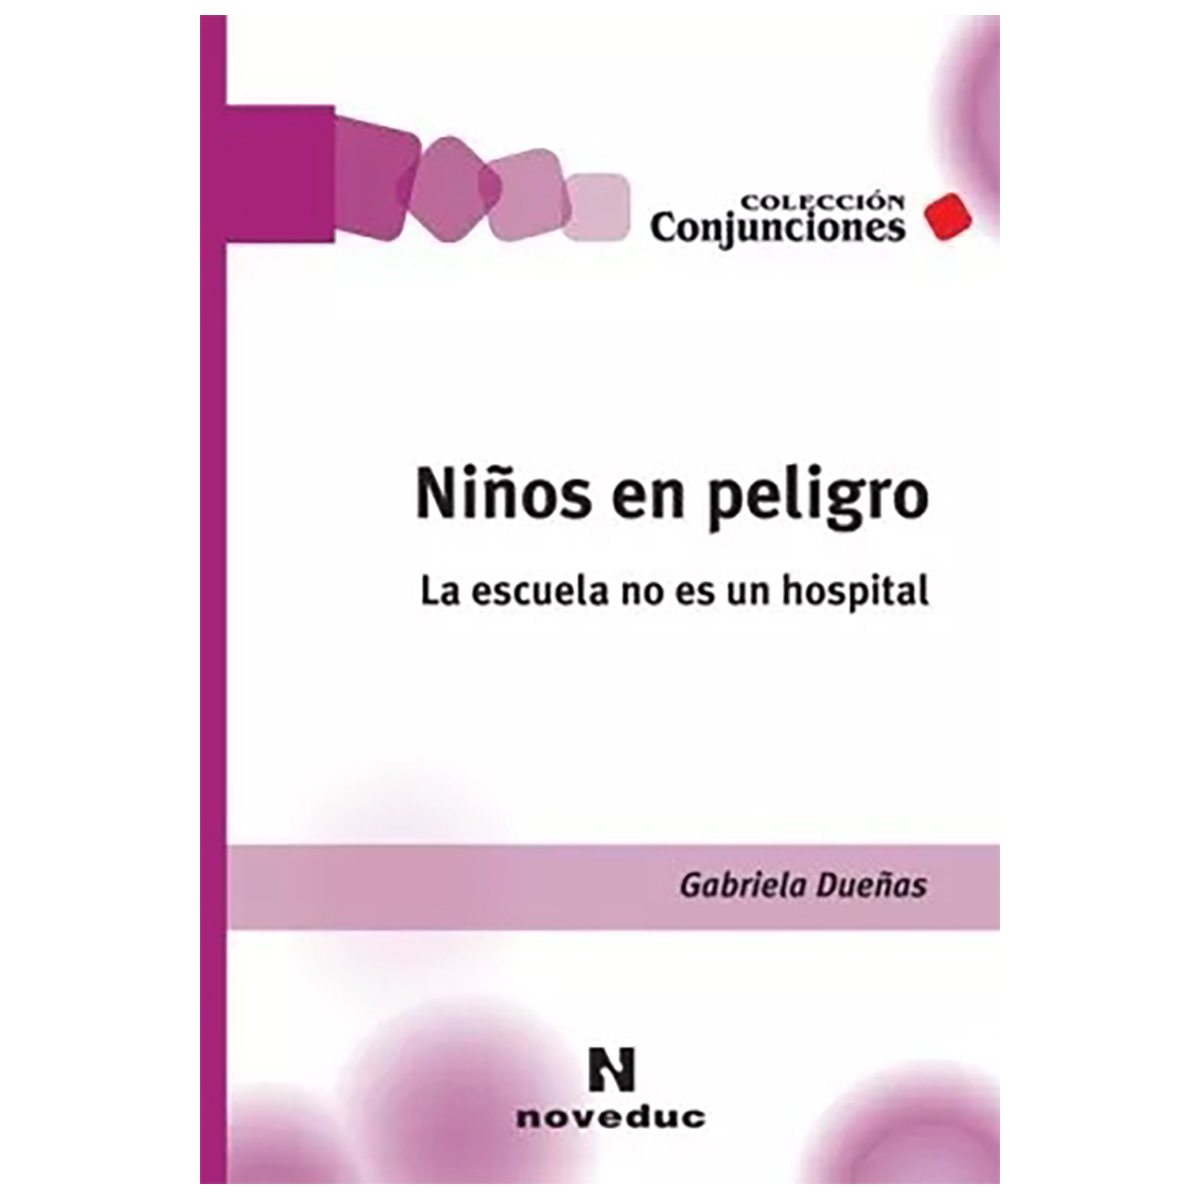 COLECCIÓN
Conjunciones
Niños en peligro
La escuela no es un hospital
Gabriela Dueñas
N
noveduc